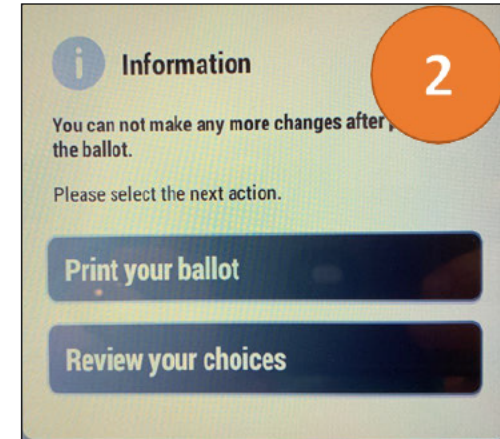 i
Information
2
You can not make any more changes after
the ballot.
Please select the next action.
Print your ballot
Review your choices